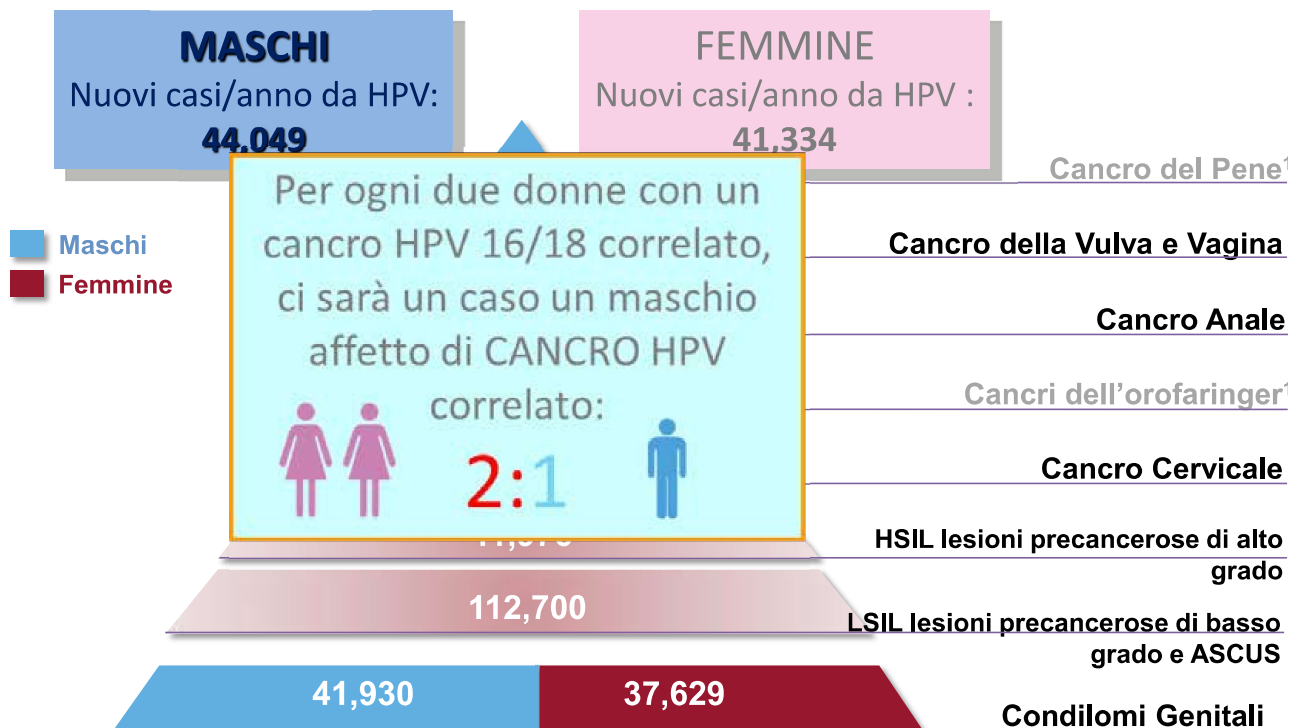 MASCHI
Nuovi casi/anno da HPV:
44,049
FEMMINE
Nuovi casi/anno da HPV :
41,334
Maschi
Femmine
Per ogni due donne con un
cancro HPV 16/18 correlato,
ci sarà un caso un maschio
affetto di CANCRO HPV
correlato:
2:1
Cancro del Pene¹
Cancro della Vulva e Vagina
Cancro Anale
Cancri dell’orofaringer¹
Cancro Cervicale
HSIL lesioni precancerose di alto
grado
112,700
LSIL lesioni precancerose di basso
grado e ASCUS
41,930
37,629
Condilomi Genitali